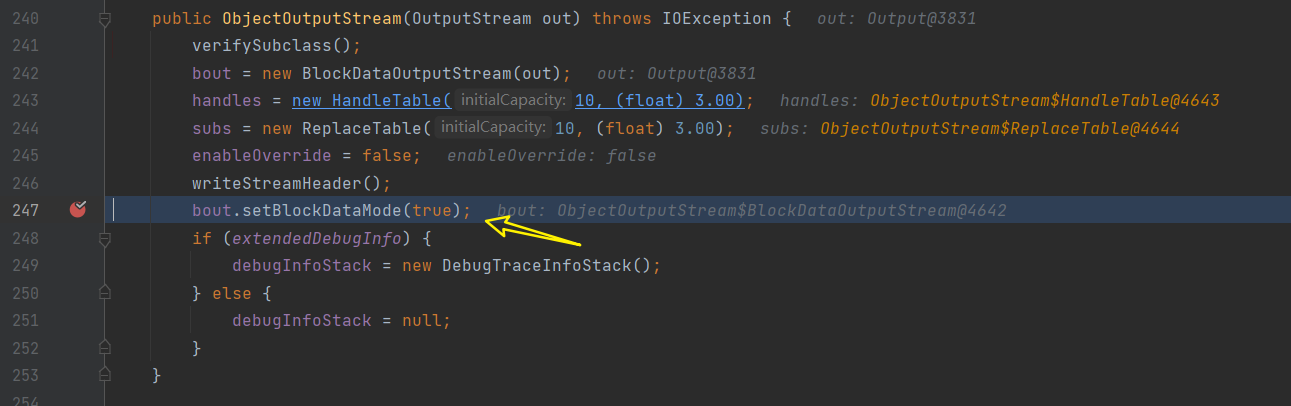 240 public ObjectOutputStream(OutputStream out) throws IOException { out: Output@3831
241 verifySubclass();
242 bout = new BlockDataOutputStream(out); out: Output@3831
243 handles = new HandleTable( initialCapacity: 10, (float) 3.00); handles: ObjectOutputStream$HandleTable@4643
244 subs = new ReplaceTable( initialCapacity: 10, (float) 3.00); subs: ObjectOutputStream$ReplaceTable@4644
245 enableOverride = false; enableOverride: false
246 writeStreamHeader();
247 bout.setBlockDataMode(true); bout: ObjectOutputStream$BlockDataOutputStream@4642
248 if (extendedDebugInfo) {
249 debugInfoStack = new DebugTraceInfoStack();
250 } else {
251 debugInfoStack = null;
252 }
253 }
254